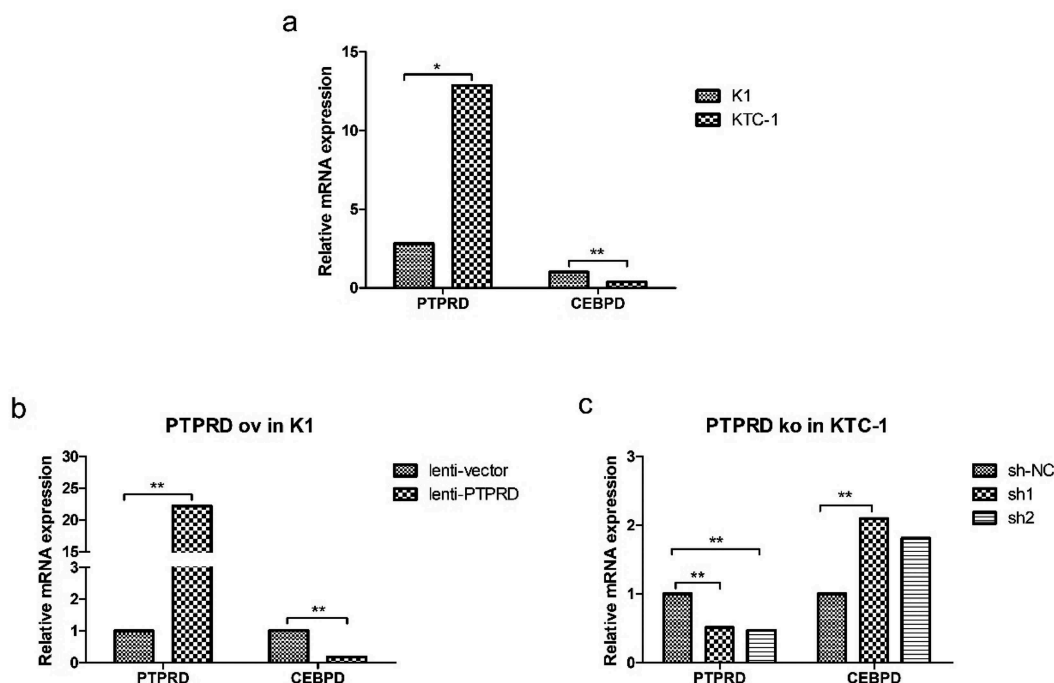 a
Relative mRNA expression
15
10
5
0
*
**
PTPRD
CEBPD
K1
KTC-1
b
PTPRD ov in K1
Relative mRNA expression
30
25
20
15
3
2
1
0
**
**
PTPRD
CEBPD
lenti-vector
lenti-PTPRD
c
PTPRD ko in KTC-1
Relative mRNA expression
3
2
1
0
**
**
**
PTPRD
CEBPD
sh-NC
sh1
sh2